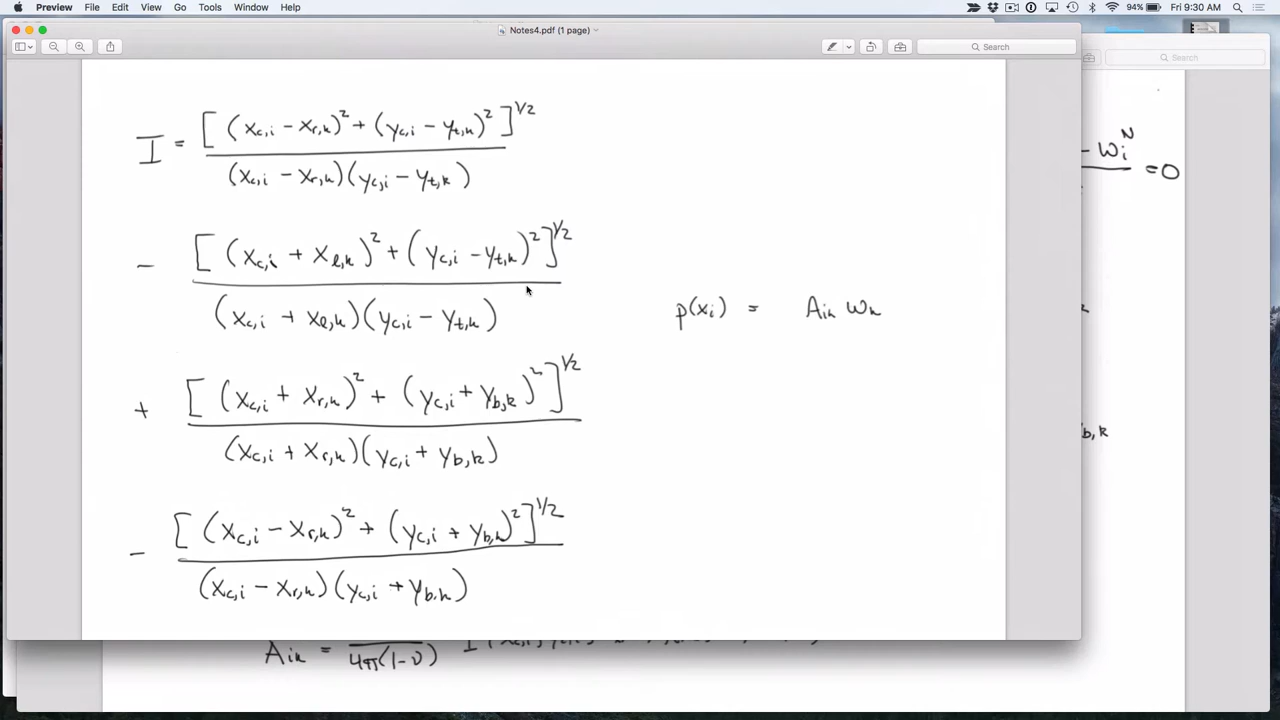 Preview File Edit View Go Tools Window Help 94% Fri 9:30 AM
Notes4.pdf (1 page)
Search
Search
I = [ (x_{c,i} - x_{r,k})^2 + (y_{c,i} - y_{t,k})^2 ]^{1/2}
(x_{c,i} - x_{r,k})(y_{c,i} - y_{t,k})
- [ (x_{c,i} + x_{l,k})^2 + (y_{c,i} - y_{t,k})^2 ]^{1/2}
(x_{c,i} + x_{l,k})(y_{c,i} - y_{t,k})
p(x_i) = A_{ik} w_k
+ [ (x_{c,i} + x_{r,k})^2 + (y_{c,i} + y_{b,k})^2 ]^{1/2}
(x_{c,i} + x_{r,k})(y_{c,i} + y_{b,k})
- [ (x_{c,i} - x_{r,k})^2 + (y_{c,i} + y_{b,k})^2 ]^{1/2}
(x_{c,i} - x_{r,k})(y_{c,i} + y_{b,k})
- w_i^N
= 0
b,k
A_{ik} =
4π(1-υ)